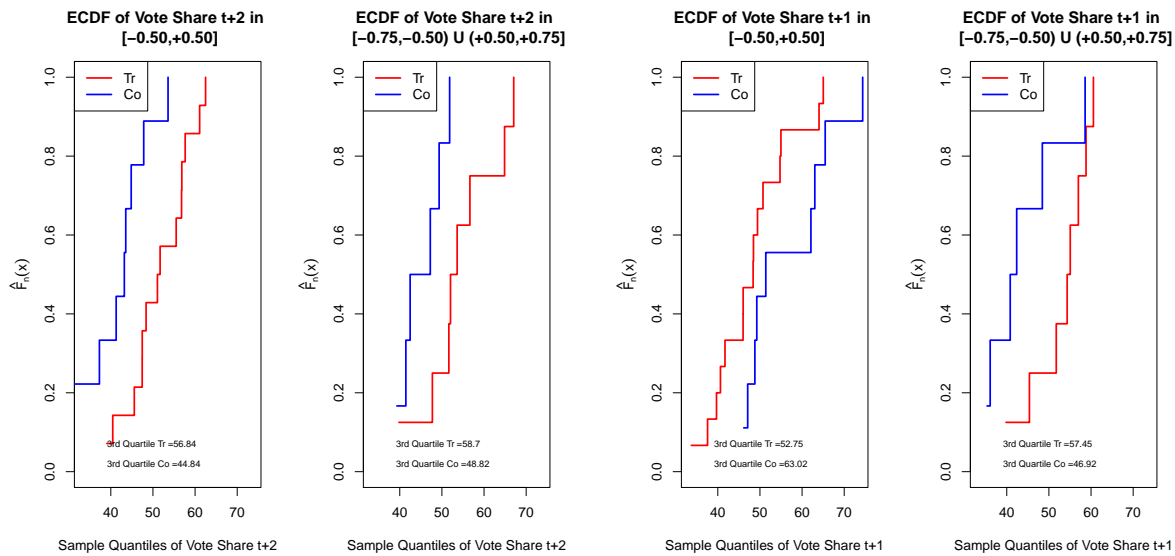 ECDF of Vote Share t+2 in
[−0.50,+0.50]
Tr
Co
F̂n(x)
0.0 0.2 0.4 0.6 0.8 1.0
3rd Quartile Tr =56.84
3rd Quartile Co =44.84
40 50 60 70
Sample Quantiles of Vote Share t+2
ECDF of Vote Share t+2 in
[−0.75,−0.50) U (+0.50,+0.75]
Tr
Co
F̂n(x)
0.0 0.2 0.4 0.6 0.8 1.0
3rd Quartile Tr =58.7
3rd Quartile Co =48.82
40 50 60 70
Sample Quantiles of Vote Share t+2
ECDF of Vote Share t+1 in
[−0.50,+0.50]
Tr
Co
F̂n(x)
0.0 0.2 0.4 0.6 0.8 1.0
3rd Quartile Tr =52.75
3rd Quartile Co =63.02
40 50 60 70
Sample Quantiles of Vote Share t+1
ECDF of Vote Share t+1 in
[−0.75,−0.50) U (+0.50,+0.75]
Tr
Co
F̂n(x)
0.0 0.2 0.4 0.6 0.8 1.0
3rd Quartile Tr =57.45
3rd Quartile Co =46.92
40 50 60 70
Sample Quantiles of Vote Share t+1